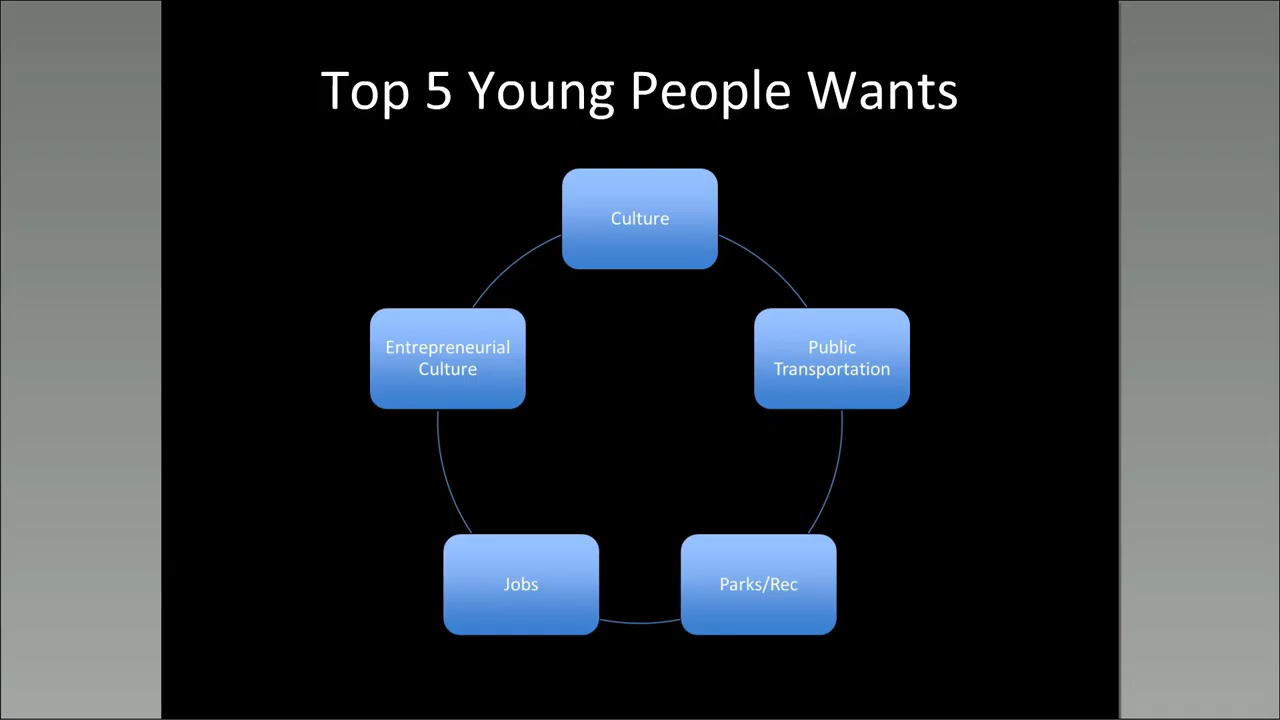 Top 5 Young People Wants
Culture
Entrepreneurial
Culture
Public
Transportation
Jobs
Parks/Rec